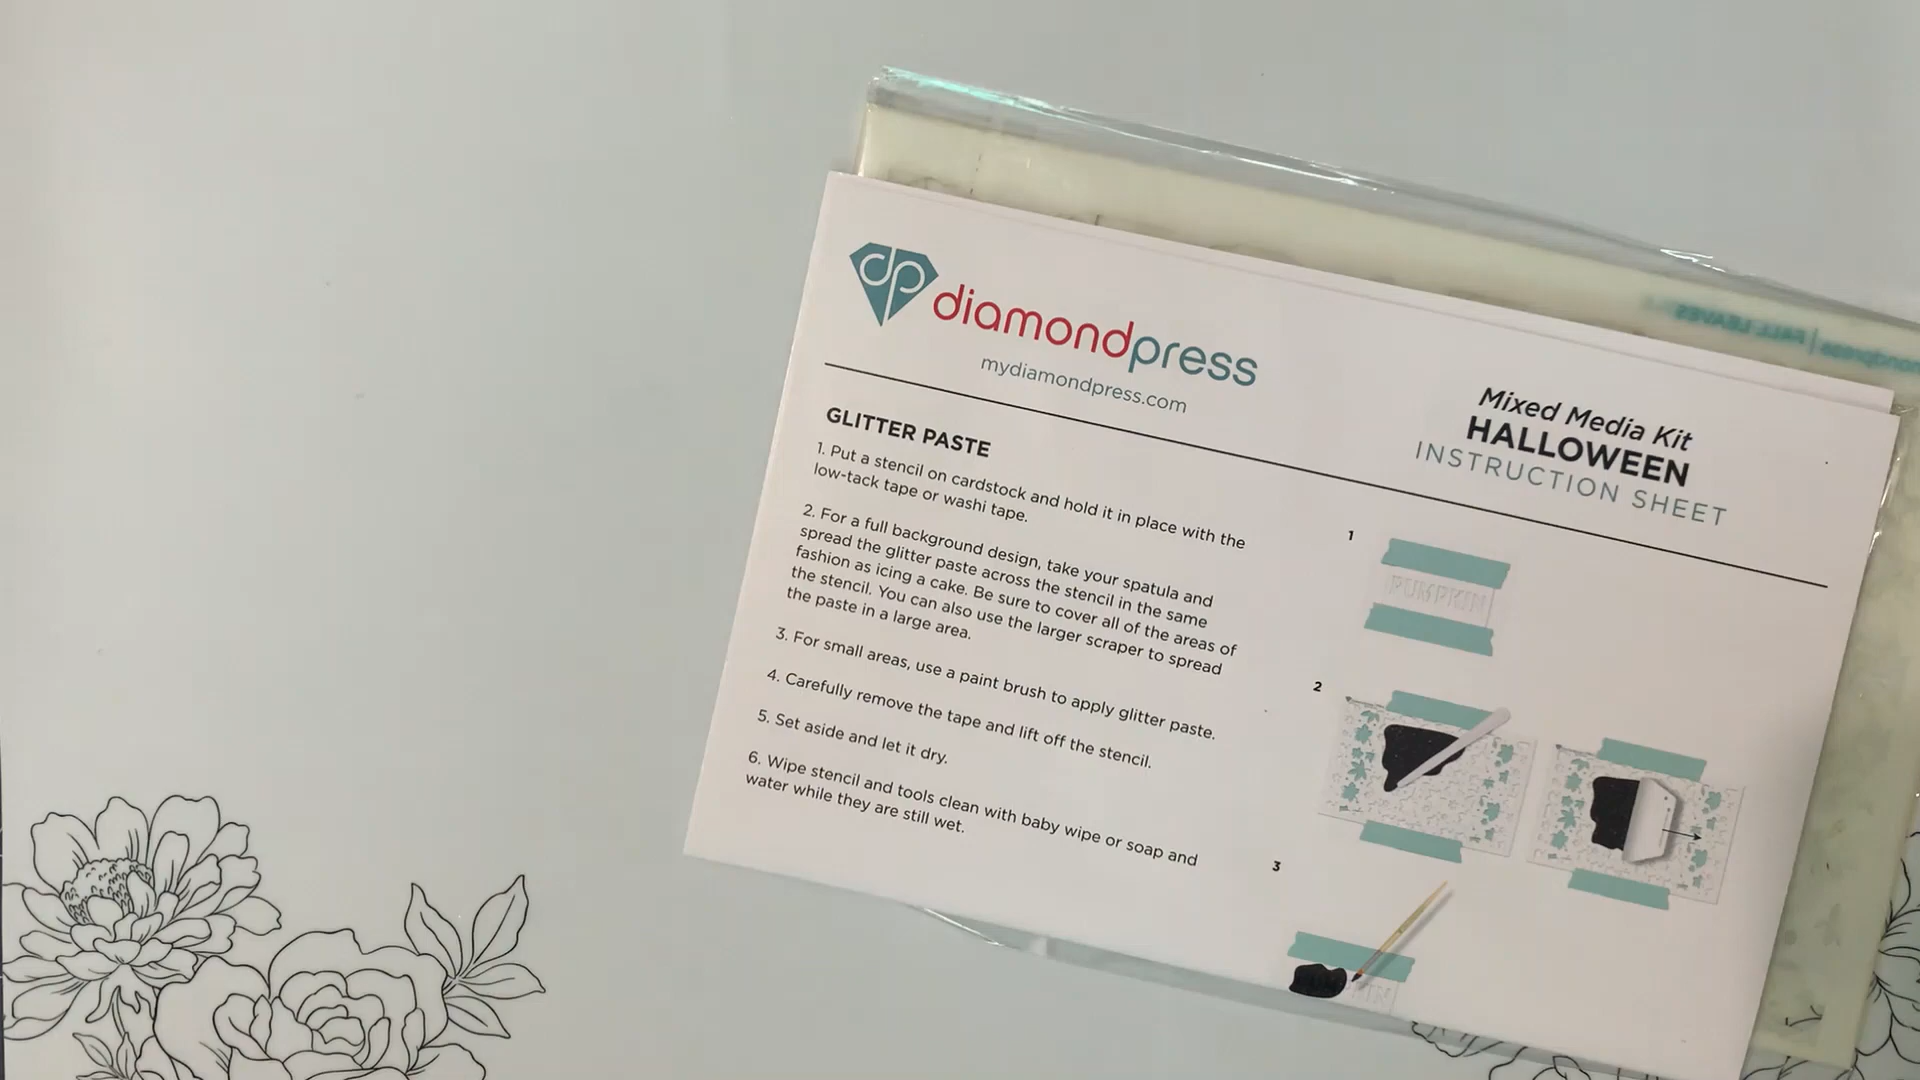 dp diamondpress
mydiamondpress.com
Mixed Media Kit
HALLOWEEN
INSTRUCTION SHEET
GLITTER PASTE
1. Put a stencil on cardstock and hold it in place with the
low-tack tape or washi tape.
2. For a full background design, take your spatula and
spread the glitter paste across the stencil in the same
fashion as icing a cake. Be sure to cover all of the areas of
the stencil. You can also use the larger scraper to spread
the paste in a large area.
3. For small areas, use a paint brush to apply glitter paste.
4. Carefully remove the tape and lift off the stencil.
5. Set aside and let it dry.
6. Wipe stencil and tools clean with baby wipe or soap and
water while they are still wet.
1
PUMPKIN
2
3
FALL LEAVES